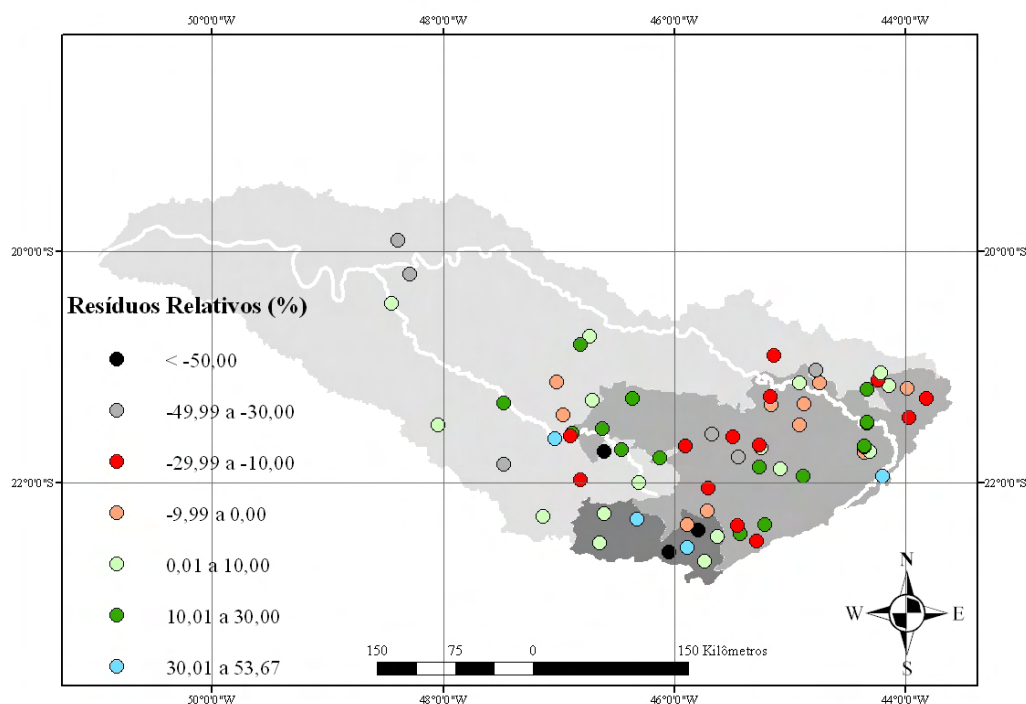 50°0'0"W 48°0'0"W 46°0'0"W 44°0'0"W
20°0'0"S 20°0'0"S
Resíduos Relativos (%)
< -50,00
-49,99 a -30,00
-29,99 a -10,00
-9,99 a 0,00
0,01 a 10,00
10,01 a 30,00
30,01 a 53,67
22°0'0"S 22°0'0"S
N
W E
S
150 75 0 150 Kilômetros
50°0'0"W 48°0'0"W 46°0'0"W 44°0'0"W